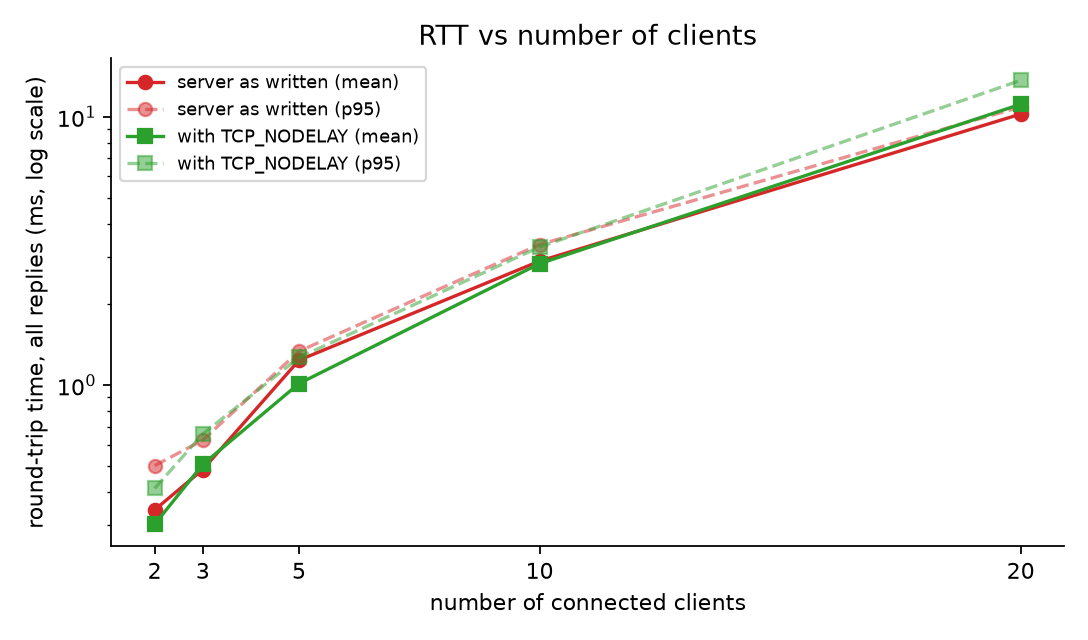 RTT vs number of clients
server as written (mean)
server as written (p95)
with TCP_NODELAY (mean)
with TCP_NODELAY (p95)
round-trip time, all replies (ms, log scale)
10¹
10⁰
2 3 5 10 20
number of connected clients